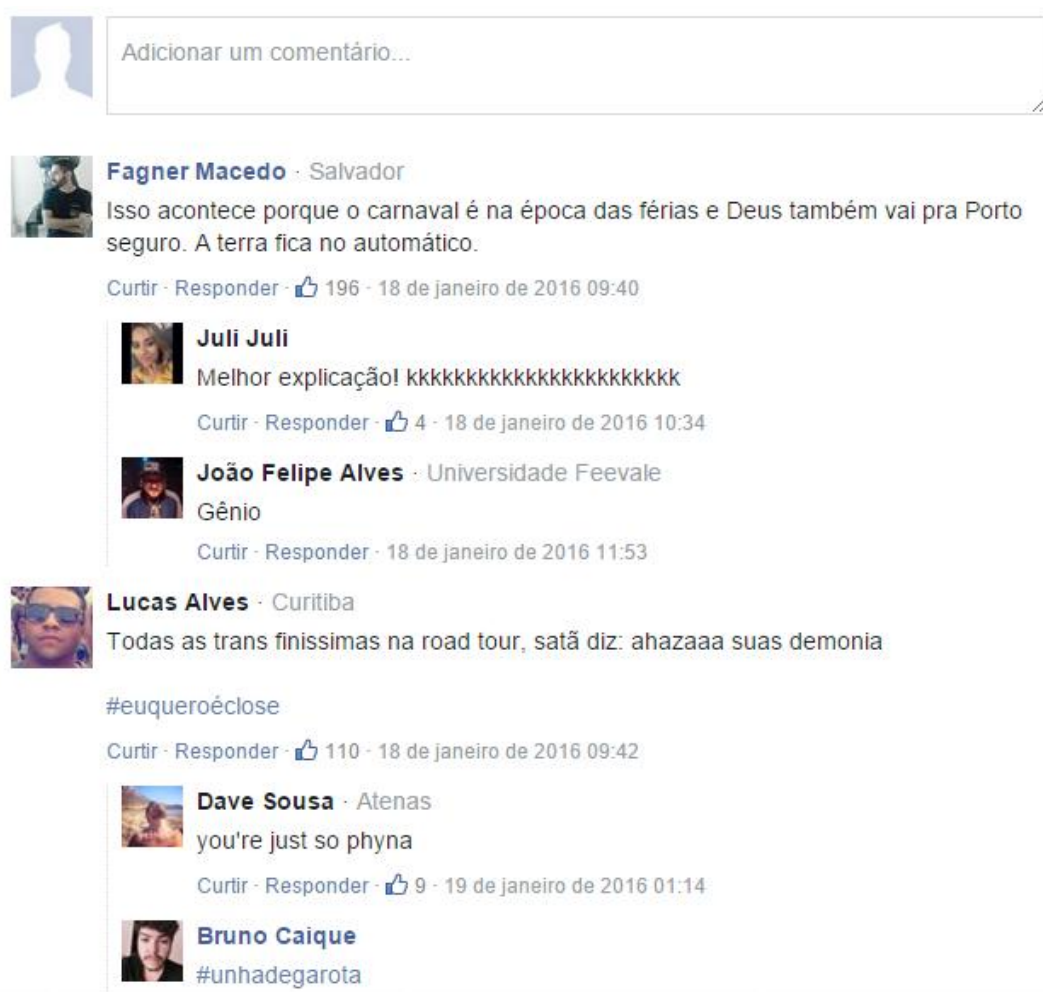 Adicionar um comentário...
Fagner Macedo · Salvador
Isso acontece porque o carnaval é na época das férias e Deus também vai pra Porto
seguro. A terra fica no automático.
Curtir · Responder · 196 · 18 de janeiro de 2016 09:40
Juli Juli
Melhor explicação! kkkkkkkkkkkkkkkkkkkkkkk
Curtir · Responder · 4 · 18 de janeiro de 2016 10:34
João Felipe Alves · Universidade Feevale
Gênio
Curtir · Responder · 18 de janeiro de 2016 11:53
Lucas Alves · Curitiba
Todas as trans finissimas na road tour, satã diz: ahazaaa suas demonia
#euqueroéclose
Curtir · Responder · 110 · 18 de janeiro de 2016 09:42
Dave Sousa · Atenas
you're just so phyna
Curtir · Responder · 9 · 19 de janeiro de 2016 01:14
Bruno Caique
#unhadegarota